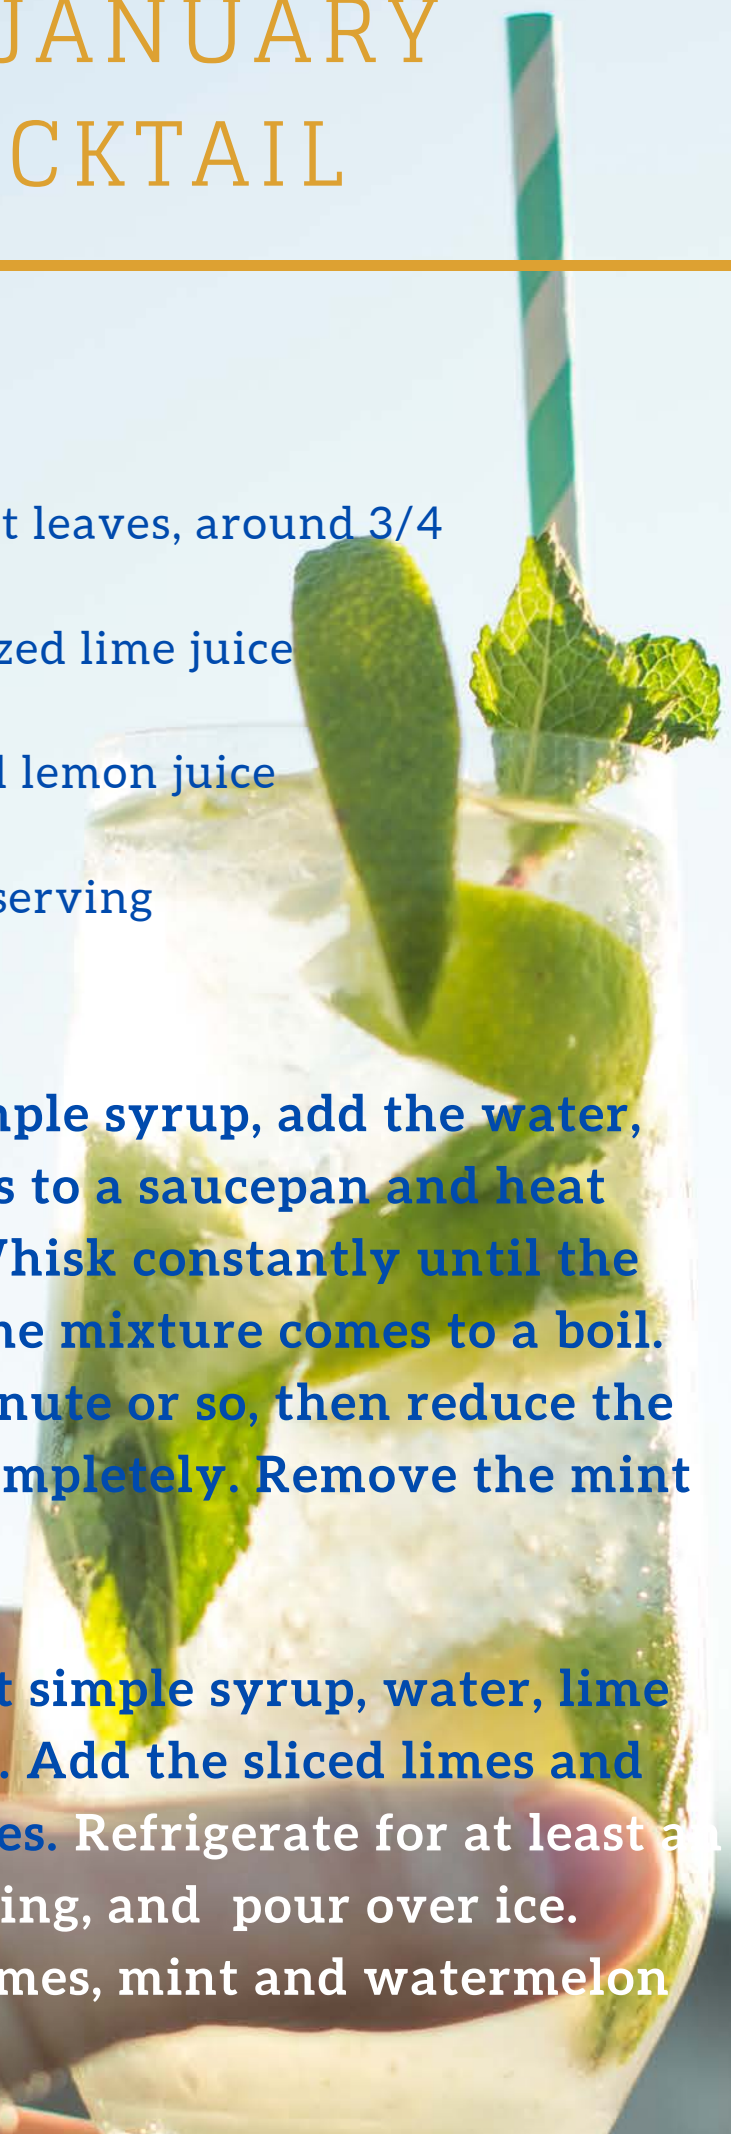 JANUARY
CKTAIL
t leaves, around 3/4
zed lime juice
l lemon juice
serving
mple syrup, add the water,
s to a saucepan and heat
Whisk constantly until the
he mixture comes to a boil.
nute or so, then reduce the
mpletely. Remove the mint
t simple syrup, water, lime
. Add the sliced limes and
es. Refrigerate for at least an
ing, and pour over ice.
mes, mint and watermelon